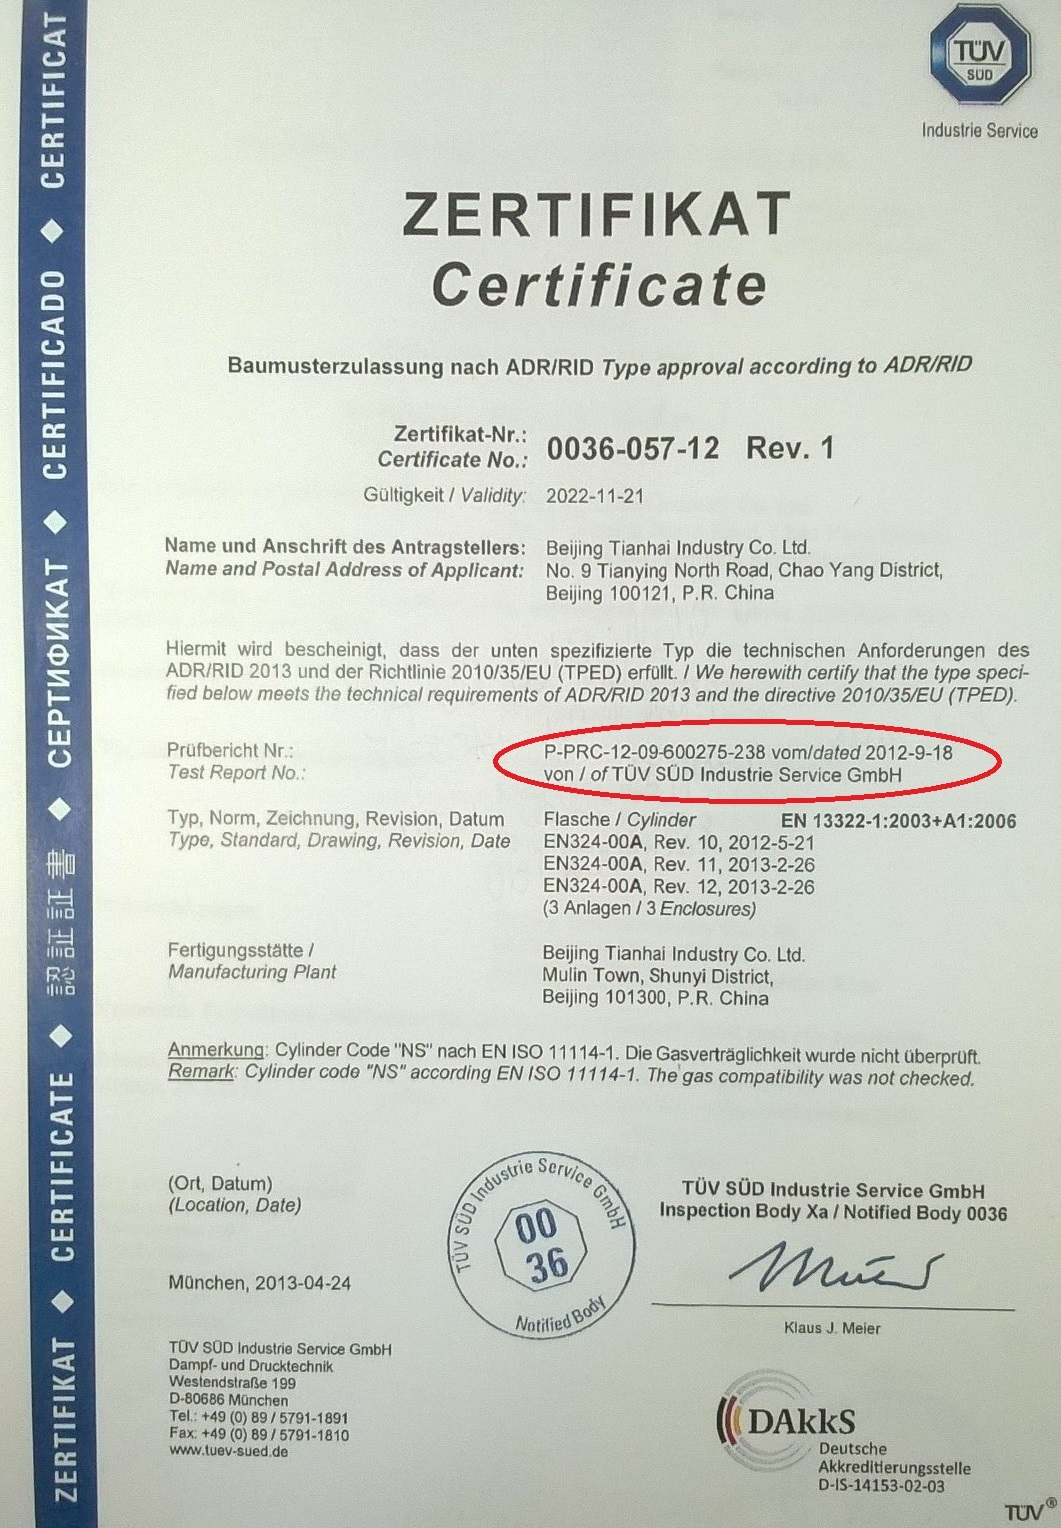 CERTIFICAT
CERTIFICADO
СЕРТИФИКАТ
認証証書
CERTIFICATE
ZERTIFIKAT
TÜV
SÜD
Industrie Service
ZERTIFIKAT
Certificate
Baumusterzulassung nach ADR/RID Type approval according to ADR/RID
Zertifikat-Nr.:
Certificate No.: 0036-057-12 Rev. 1
Gültigkeit / Validity: 2022-11-21
Name und Anschrift des Antragstellers: Beijing Tianhai Industry Co. Ltd.
Name and Postal Address of Applicant: No. 9 Tianying North Road, Chao Yang District,
Beijing 100121, P.R. China
Hiermit wird bescheinigt, dass der unten spezifizierte Typ die technischen Anforderungen des
ADR/RID 2013 und der Richtlinie 2010/35/EU (TPED) erfüllt. / We herewith certify that the type speci-
fied below meets the technical requirements of ADR/RID 2013 and the directive 2010/35/EU (TPED).
Prüfbericht Nr.: P-PRC-12-09-600275-238 vom/dated 2012-9-18
Test Report No.: von / of TÜV SÜD Industrie Service GmbH
Typ, Norm, Zeichnung, Revision, Datum Flasche / Cylinder EN 13322-1:2003+A1:2006
Type, Standard, Drawing, Revision, Date EN324-00A, Rev. 10, 2012-5-21
EN324-00A, Rev. 11, 2013-2-26
EN324-00A, Rev. 12, 2013-2-26
(3 Anlagen / 3 Enclosures)
Fertigungsstätte / Beijing Tianhai Industry Co. Ltd.
Manufacturing Plant Mulin Town, Shunyi District,
Beijing 101300, P.R. China
Anmerkung: Cylinder Code "NS" nach EN ISO 11114-1. Die Gasverträglichkeit wurde nicht überprüft.
Remark: Cylinder code "NS" according EN ISO 11114-1. The gas compatibility was not checked.
(Ort, Datum)
(Location, Date)
München, 2013-04-24
TÜV SÜD Industrie Service GmbH
00
36
Notified Body
TÜV SÜD Industrie Service GmbH
Inspection Body Xa / Notified Body 0036
Klaus J. Meier
TÜV SÜD Industrie Service GmbH
Dampf- und Drucktechnik
Westendstraße 199
D-80686 München
Tel.: +49 (0) 89 / 5791-1891
Fax: +49 (0) 89 / 5791-1810
www.tuev-sued.de
DAkkS
Deutsche
Akkreditierungsstelle
D-IS-14153-02-03
TÜV®